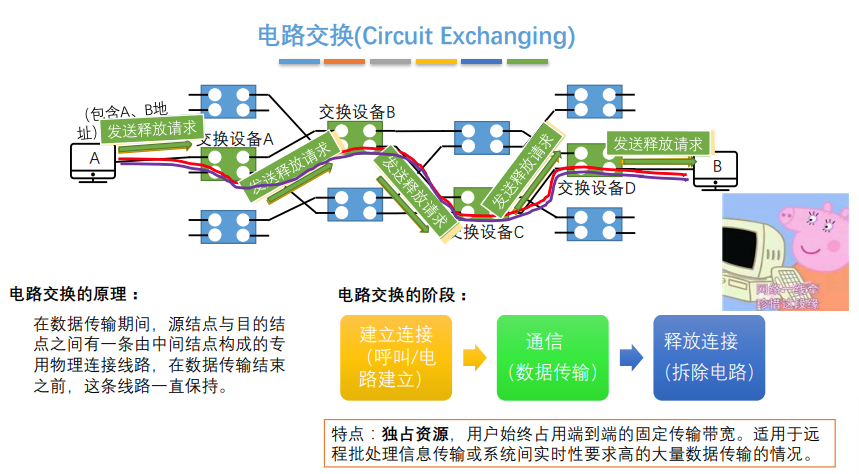 电路交换(Circuit Exchanging)
(包含A、B地
址)
发送释放请求
A
交换设备A
交换设备B
发送释放请求
发送释放请求
交换设备C
发送释放请求
交换设备D
发送释放请求
B
网络一线牵
珍惜这段缘
电路交换的原理：
在数据传输期间，源结点与目的结
点之间有一条由中间结点构成的专
用物理连接线路，在数据传输结束
之前，这条线路一直保持。
电路交换的阶段：
建立连接
（呼叫/电
路建立）
通信
（数据传输）
释放连接
（拆除电路）
特点：独占资源，用户始终占用端到端的固定传输带宽。适用于远
程批处理信息传输或系统间实时性要求高的大量数据传输的情况。